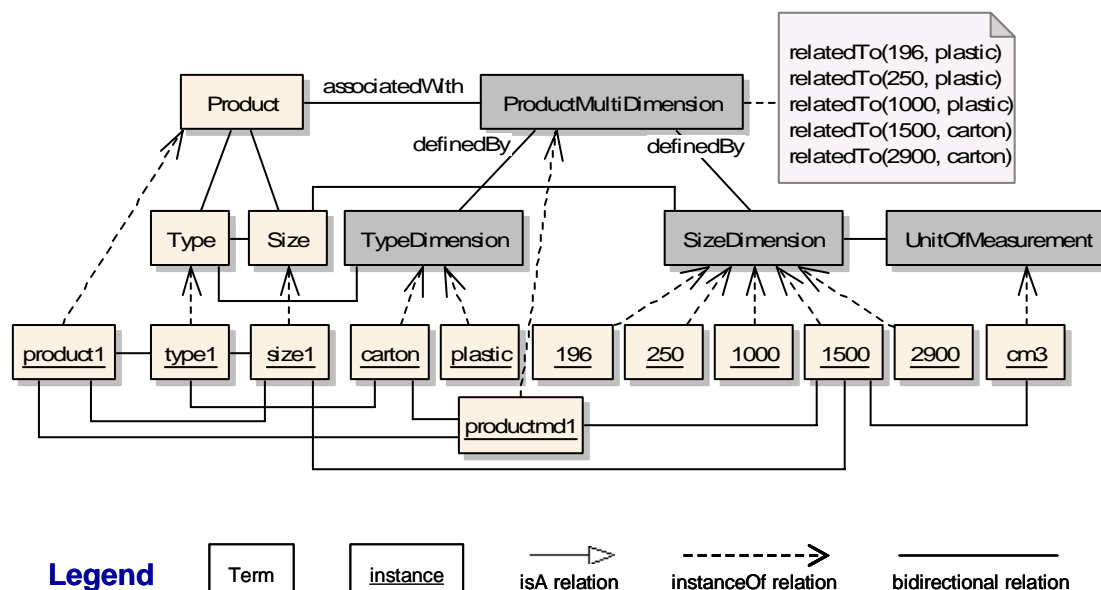 relatedTo(196, plastic)
relatedTo(250, plastic)
relatedTo(1000, plastic)
relatedTo(1500, carton)
relatedTo(2900, carton)
Product
associatedWith
ProductMultiDimension
definedBy
definedBy
Type
Size
TypeDimension
SizeDimension
UnitOfMeasurement
product1
type1
size1
carton
plastic
196
250
1000
1500
2900
cm3
productmd1
Legend
Term
instance
isA relation
instanceOf relation
bidirectional relation